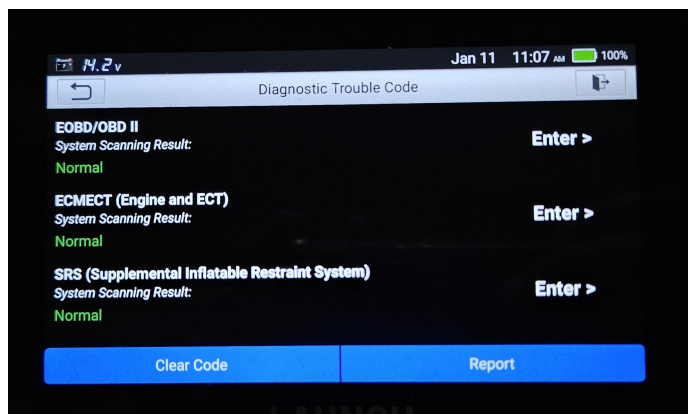 14.2v
Jan 11 11:07 AM 100%
Diagnostic Trouble Code
EOBD/OBD II
System Scanning Result:
Enter >
Normal
ECMECT (Engine and ECT)
System Scanning Result:
Enter >
Normal
SRS (Supplemental Inflatable Restraint System)
System Scanning Result:
Enter >
Normal
Clear Code
Report
LAUNCH